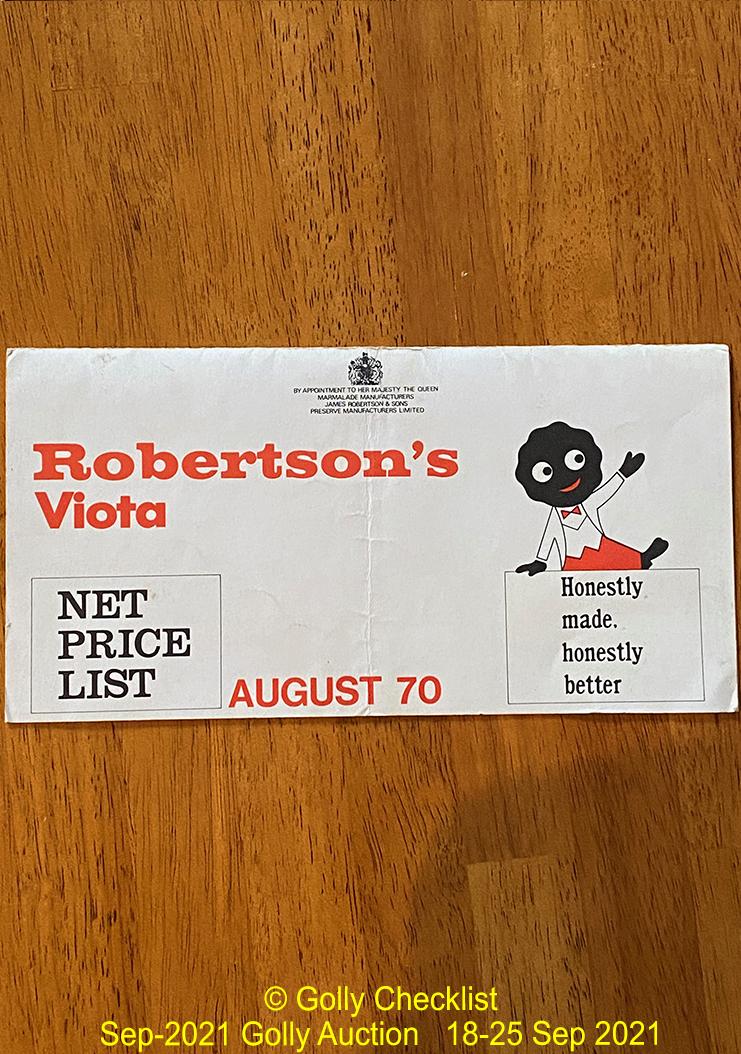 BY APPOINTMENT TO HER MAJESTY THE QUEEN
MARMALADE MANUFACTURERS
JAMES ROBERTSON & SONS
PRESERVE MANUFACTURERS LIMITED
Robertson's
Viota
NET
PRICE
LIST
AUGUST 70
Honestly
made.
honestly
better
© Golly Checklist
Sep-2021 Golly Auction 18-25 Sep 2021